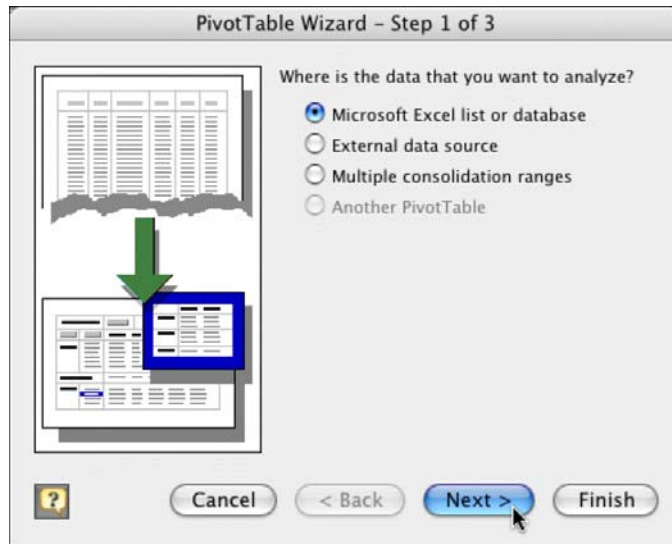 PivotTable Wizard – Step 1 of 3
Where is the data that you want to analyze?
Microsoft Excel list or database
External data source
Multiple consolidation ranges
Another PivotTable
?
Cancel
< Back
Next >
Finish